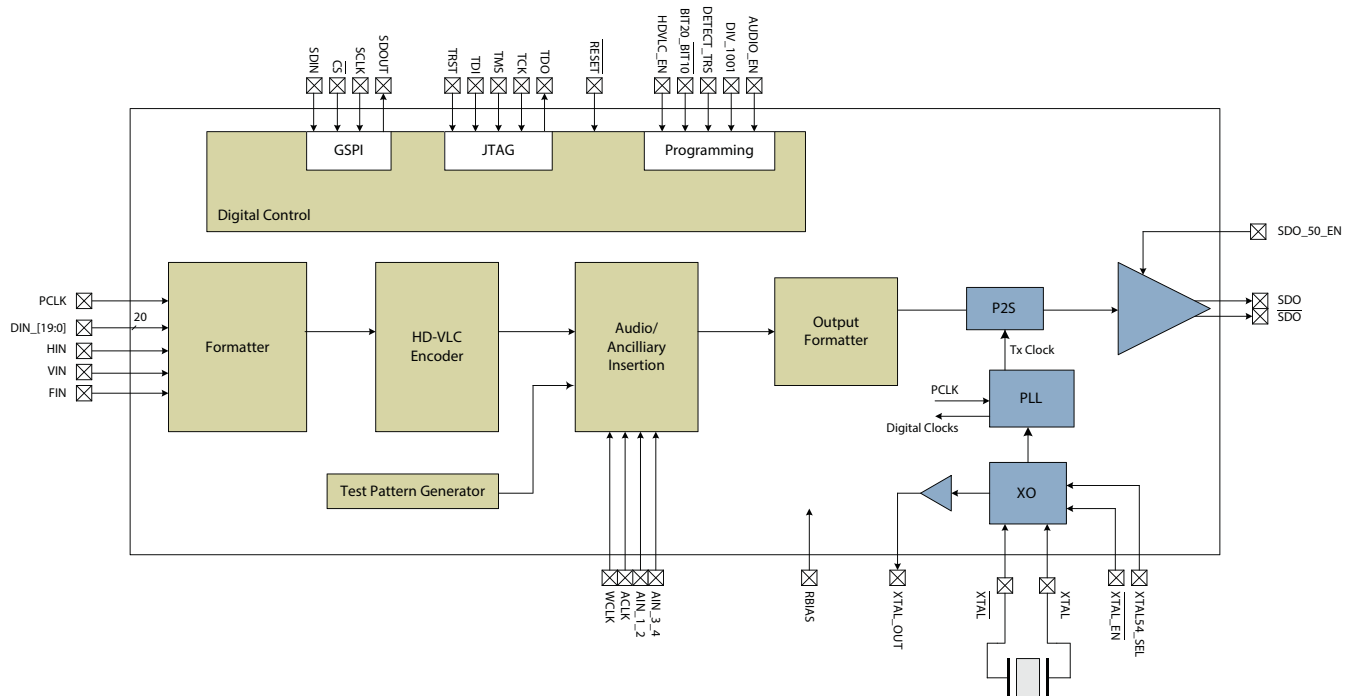 SDIN
CS
SCLK
SDOUT
TRST
TDI
TMS
TCK
TDO
RESET
HDVLC_EN
BIT20_BIT10
DETECT_TRS
DIV_1001
AUDIO_EN
GSPI
JTAG
Programming
Digital Control
SDO_50_EN
PCLK
DIN_[19:0]
20
HIN
VIN
FIN
Formatter
HD-VLC
Encoder
Audio/
Ancilliary
Insertion
Output
Formatter
P2S
SDO
SDO
Tx Clock
PCLK
PLL
Digital Clocks
Test Pattern Generator
XO
WCLK
ACLK
AIN_1_2
AIN_3_4
RBIAS
XTAL_OUT
XTAL
XTAL
XTAL_EN
XTAL54_SEL